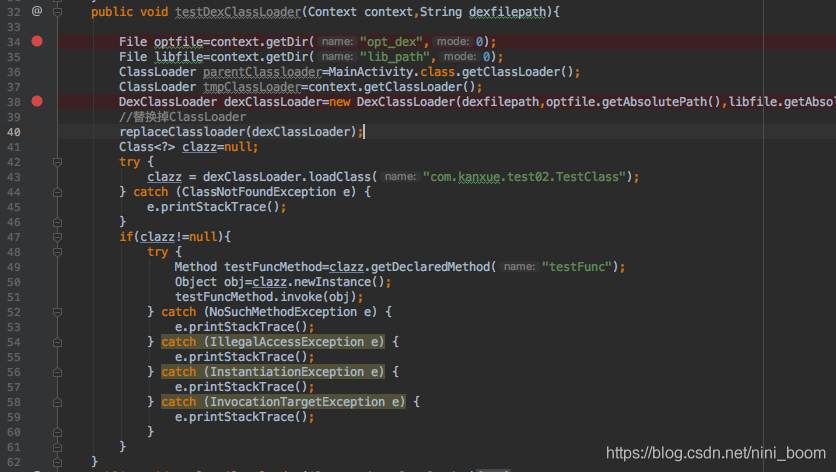 32 @ public void testDexClassLoader(Context context,String dexfilepath){
33
34 File optfile=context.getDir( name: "opt_dex", mode: 0);
35 File libfile=context.getDir( name: "lib_path", mode: 0);
36 ClassLoader parentClassloader=MainActivity.class.getClassLoader();
37 ClassLoader tmpClassLoader=context.getClassLoader();
38 DexClassLoader dexClassLoader=new DexClassLoader(dexfilepath,optfile.getAbsolutePath(),libfile.getAbsol
39 //替换掉ClassLoader
40 replaceClassloader(dexClassLoader);
41 Class<?> clazz=null;
42 try {
43 clazz = dexClassLoader.loadClass( name: "com.kanxue.test02.TestClass");
44 } catch (ClassNotFoundException e) {
45 e.printStackTrace();
46 }
47 if(clazz!=null){
48 try {
49 Method testFuncMethod=clazz.getDeclaredMethod( name: "testFunc");
50 Object obj=clazz.newInstance();
51 testFuncMethod.invoke(obj);
52 } catch (NoSuchMethodException e) {
53 e.printStackTrace();
54 } catch (IllegalAccessException e) {
55 e.printStackTrace();
56 } catch (InstantiationException e) {
57 e.printStackTrace();
58 } catch (InvocationTargetException e) {
59 e.printStackTrace();
60 }
61 }
62 }
https://blog.csdn.net/nini_boom